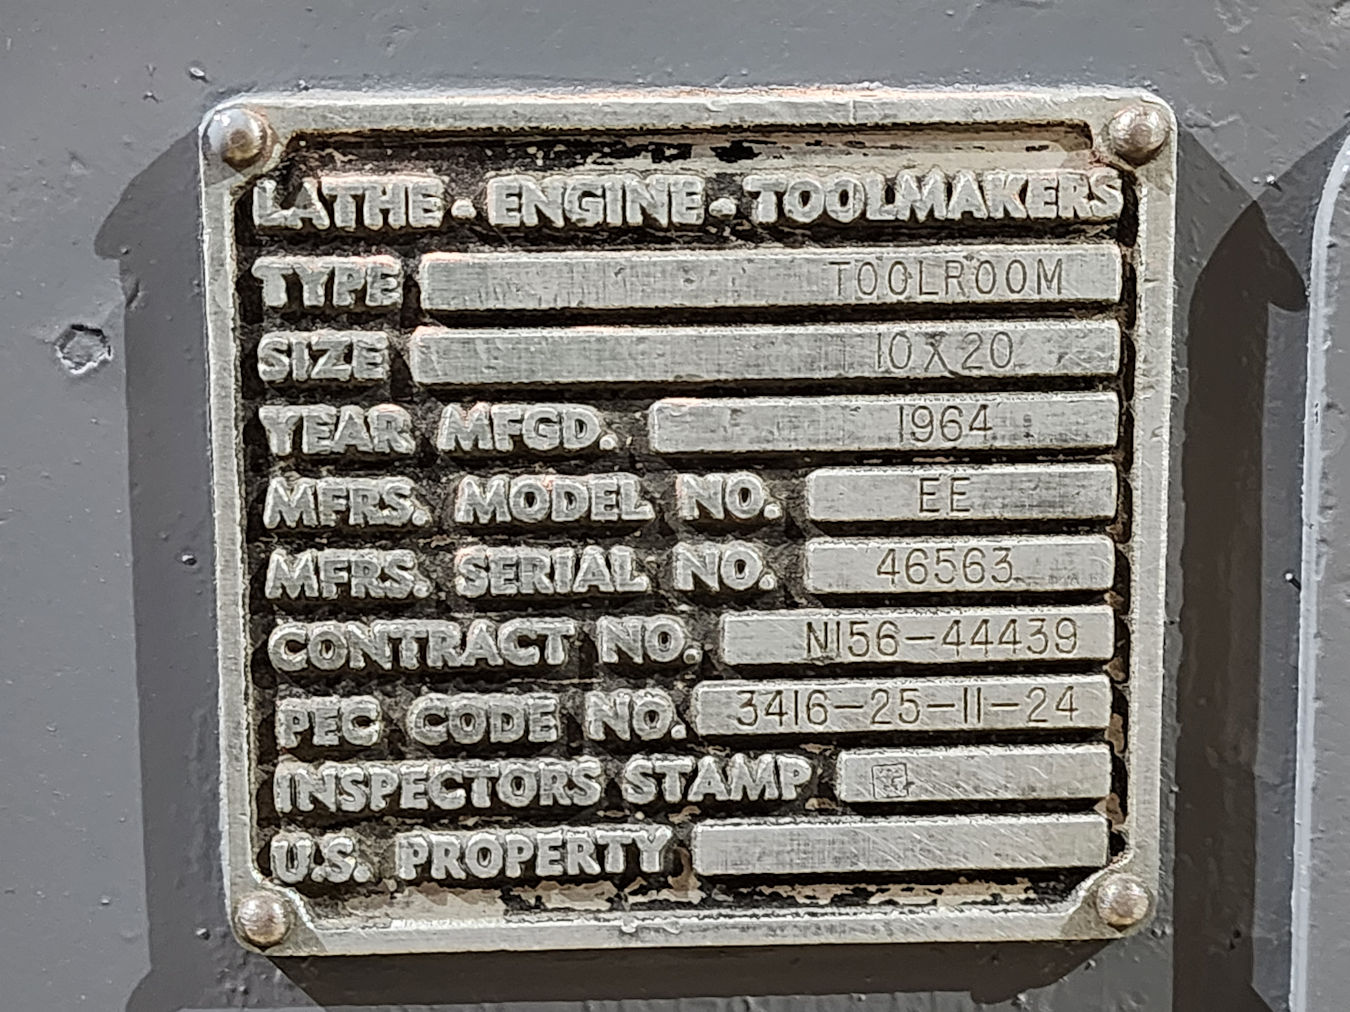 LATHE-ENGINE-TOOLMAKERS
TYPE TOOLROOM
SIZE 10X20
YEAR MFGD. 1964
MFRS. MODEL NO. EE
MFRS. SERIAL NO. 46563
CONTRACT NO. N156-44439
PEC CODE NO. 3416-25-11-24
INSPECTORS STAMP
U.S. PROPERTY